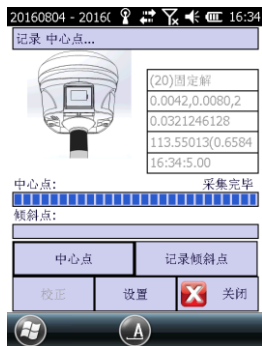 20160804 - 2016( 16:34
记录 中心点...
(20)固定解
0.0042,0.0080,2
0.0321246128
113.55013(0.6584
16:34:5.00
中心点: 采集完毕
倾斜点:
中心点 记录倾斜点
校正 设置 关闭
A